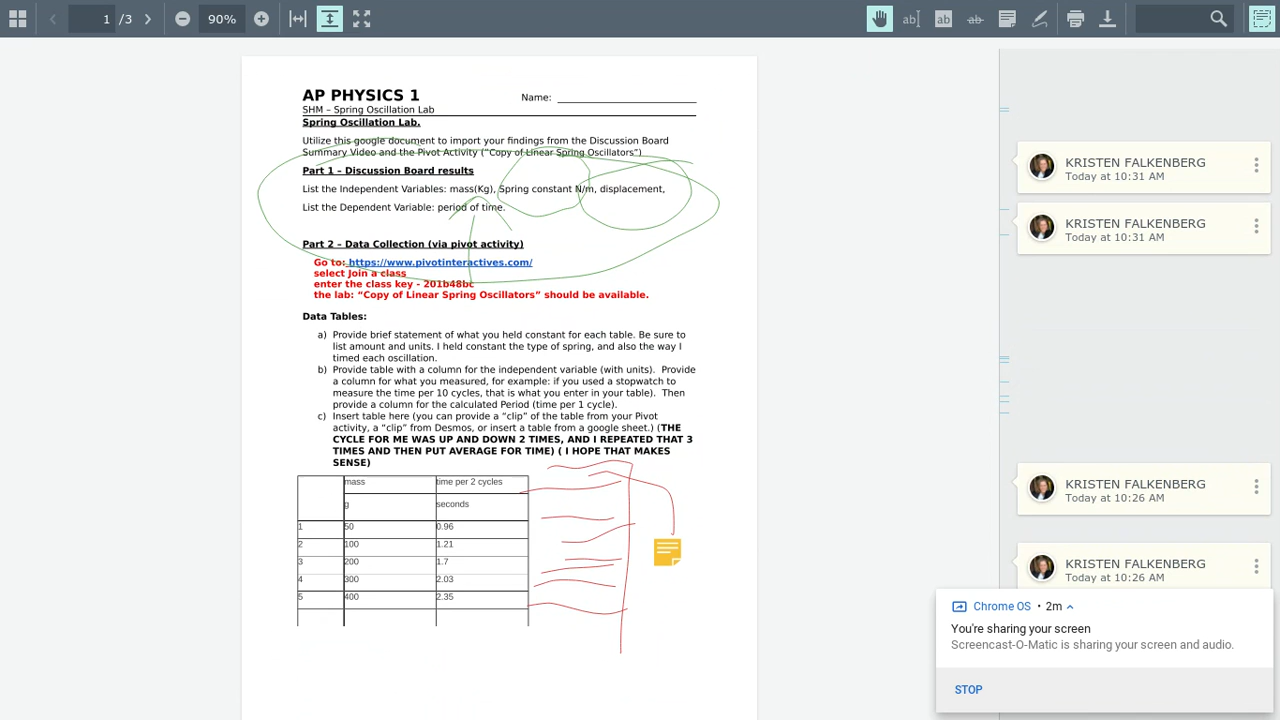 1 /3
90%
AP PHYSICS 1
Name:
SHM – Spring Oscillation Lab
Spring Oscillation Lab.
Utilize this google document to import your findings from the Discussion Board
Summary Video and the Pivot Activity (“Copy of Linear Spring Oscillators”)
Part 1 – Discussion Board results
List the Independent Variables: mass(Kg), Spring constant N/m, displacement,
List the Dependent Variable: period of time.
Part 2 – Data Collection (via pivot activity)
Go to: https://www.pivotinteractives.com/
select Join a class
enter the class key - 201b48bc
the lab: “Copy of Linear Spring Oscillators” should be available.
Data Tables:
a) Provide brief statement of what you held constant for each table. Be sure to
list amount and units. I held constant the type of spring, and also the way I
timed each oscillation.
b) Provide table with a column for the independent variable (with units).  Provide
a column for what you measured, for example: if you used a stopwatch to
measure the time per 10 cycles, that is what you enter in your table).  Then
provide a column for the calculated Period (time per 1 cycle).
c) Insert table here (you can provide a “clip” of the table from your Pivot
activity, a “clip” from Desmos, or insert a table from a google sheet.) (THE
CYCLE FOR ME WAS UP AND DOWN 2 TIMES, AND I REPEATED THAT 3
TIMES AND THEN PUT AVERAGE FOR TIME) ( I HOPE THAT MAKES
SENSE)
mass time per 2 cycles
g seconds
1 50 0.96
2 100 1.21
3 200 1.7
4 300 2.03
5 400 2.35
KRISTEN FALKENBERG
Today at 10:31 AM
KRISTEN FALKENBERG
Today at 10:31 AM
KRISTEN FALKENBERG
Today at 10:26 AM
KRISTEN FALKENBERG
Today at 10:26 AM
Chrome OS • 2m
You're sharing your screen
Screencast-O-Matic is sharing your screen and audio.
STOP